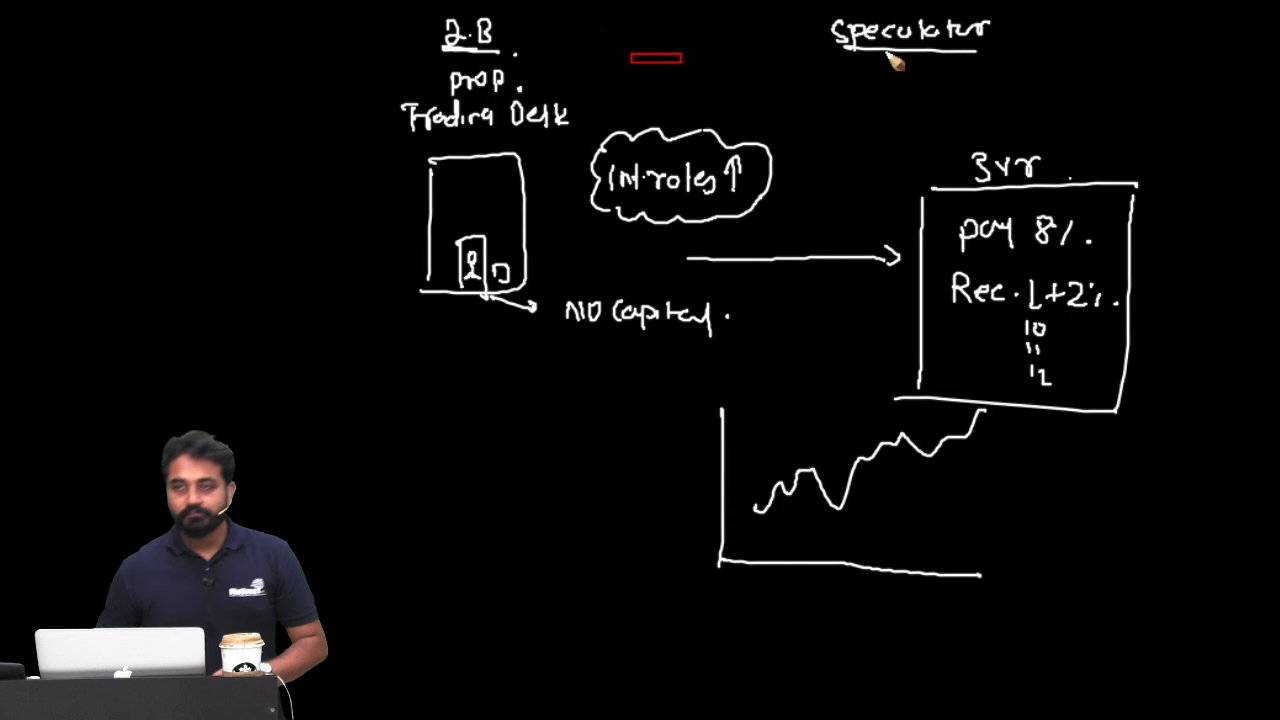 I.B
Speculator
prop.
Trading Desk
int.rates ↑
3yr
pay 8%.
Rec. L+2%.
10
11
12
NO Capital.